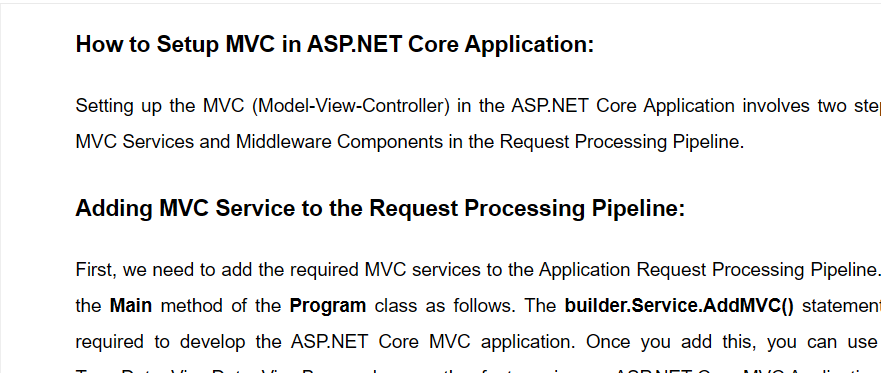 How to Setup MVC in ASP.NET Core Application:
Setting up the MVC (Model-View-Controller) in the ASP.NET Core Application involves two
MVC Services and Middleware Components in the Request Processing Pipeline.
Adding MVC Service to the Request Processing Pipeline:
First, we need to add the required MVC services to the Application Request Processing Pipeline.
the Main method of the Program class as follows. The builder.Service.AddMVC() statement
required to develop the ASP.NET Core MVC application. Once you add this, you can use